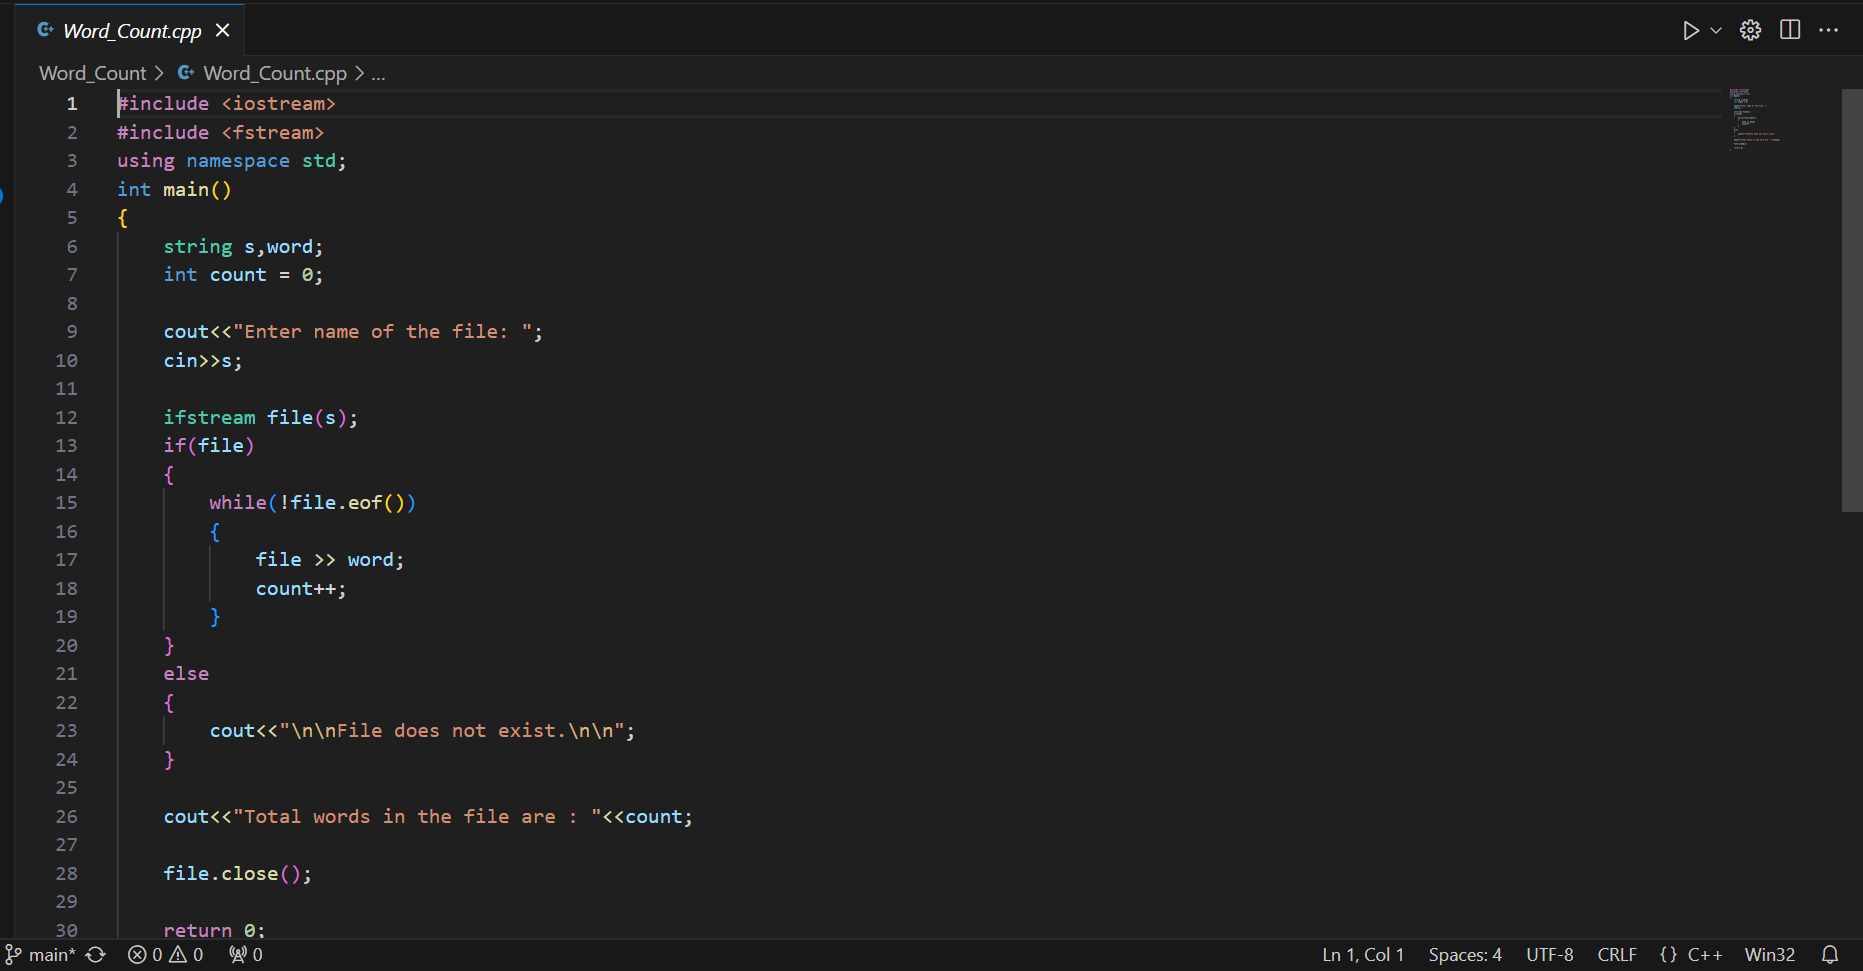 Word_Count.cpp
Word_Count > Word_Count.cpp > ...
1 #include <iostream>
2 #include <fstream>
3 using namespace std;
4 int main()
5 {
6     string s,word;
7     int count = 0;
8
9     cout<<"Enter name of the file: ";
10     cin>>s;
11
12     ifstream file(s);
13     if(file)
14     {
15         while(!file.eof())
16         {
17             file >> word;
18             count++;
19         }
20     }
21     else
22     {
23         cout<<"\n\nFile does not exist.\n\n";
24     }
25
26     cout<<"Total words in the file are : "<<count;
27
28     file.close();
29
30     return 0;
main* 0 0 0 Ln 1, Col 1 Spaces: 4 UTF-8 CRLF {} C++ Win32